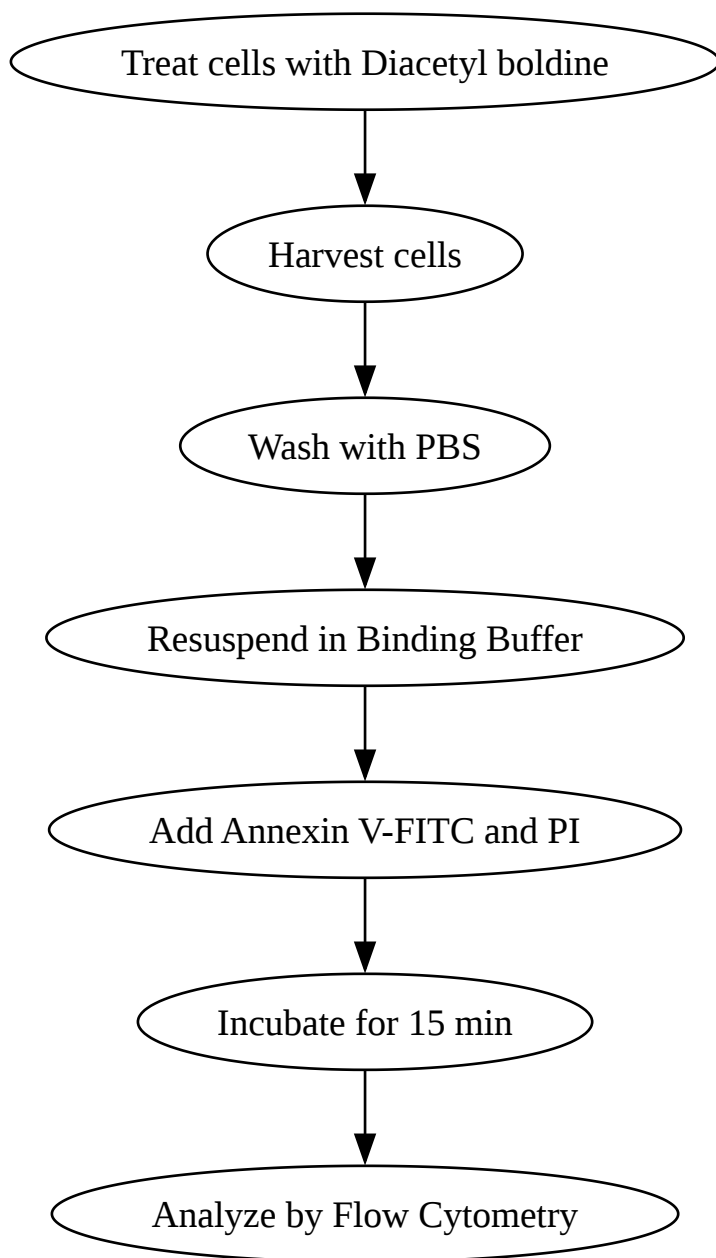 Treat cells with Diacetyl boldine
Harvest cells
Wash with PBS
Resuspend in Binding Buffer
Add Annexin V-FITC and PI
Incubate for 15 min
Analyze by Flow Cytometry